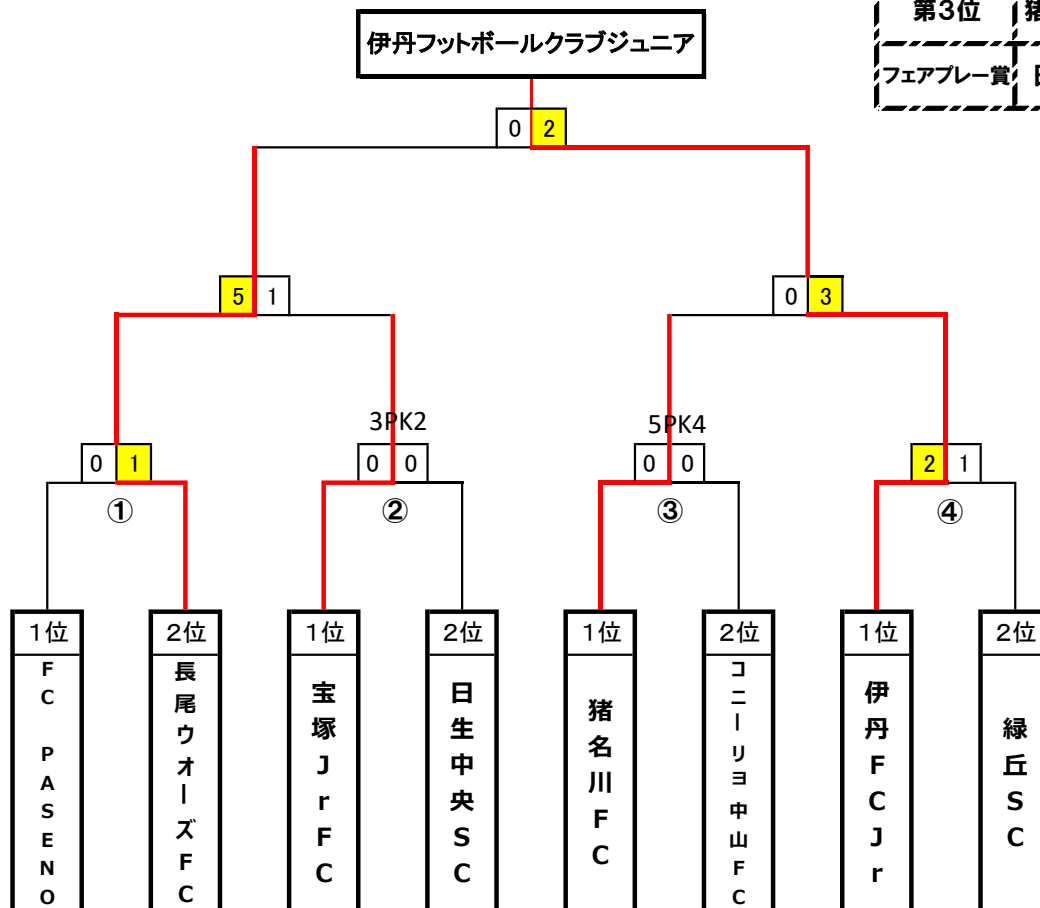 第3位
伊丹フットボールクラブジュニア
フェアプレー賞
0 2
5 1
0 3
3PK2
5PK4
0 1
0 0
0 0
2 1
①
②
③
④
1位
2位
1位
2位
1位
2位
1位
2位
FC PASENO
長尾ウオーズFC
宝塚JrFC
日生中央SC
猪名川FC
コニーリヨ中山FC
伊丹FCJr
緑丘SC